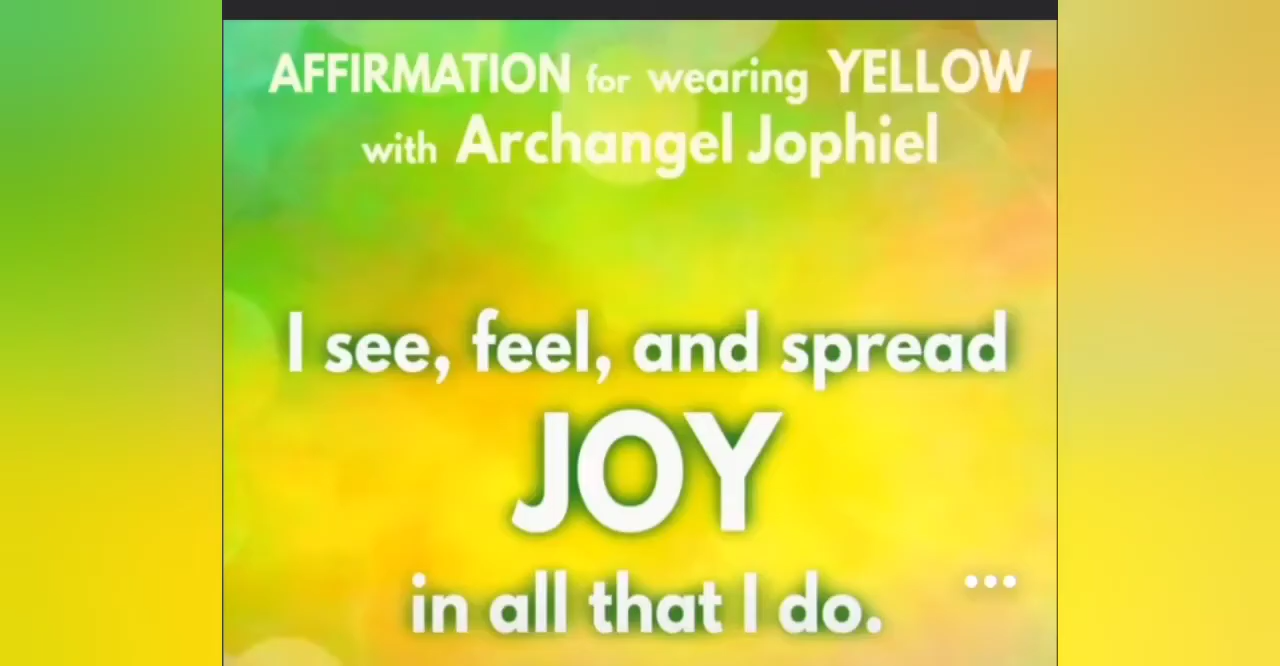 AFFIRMATION for wearing YELLOW
with Archangel Jophiel
I see, feel, and spread
JOY
in all that I do.